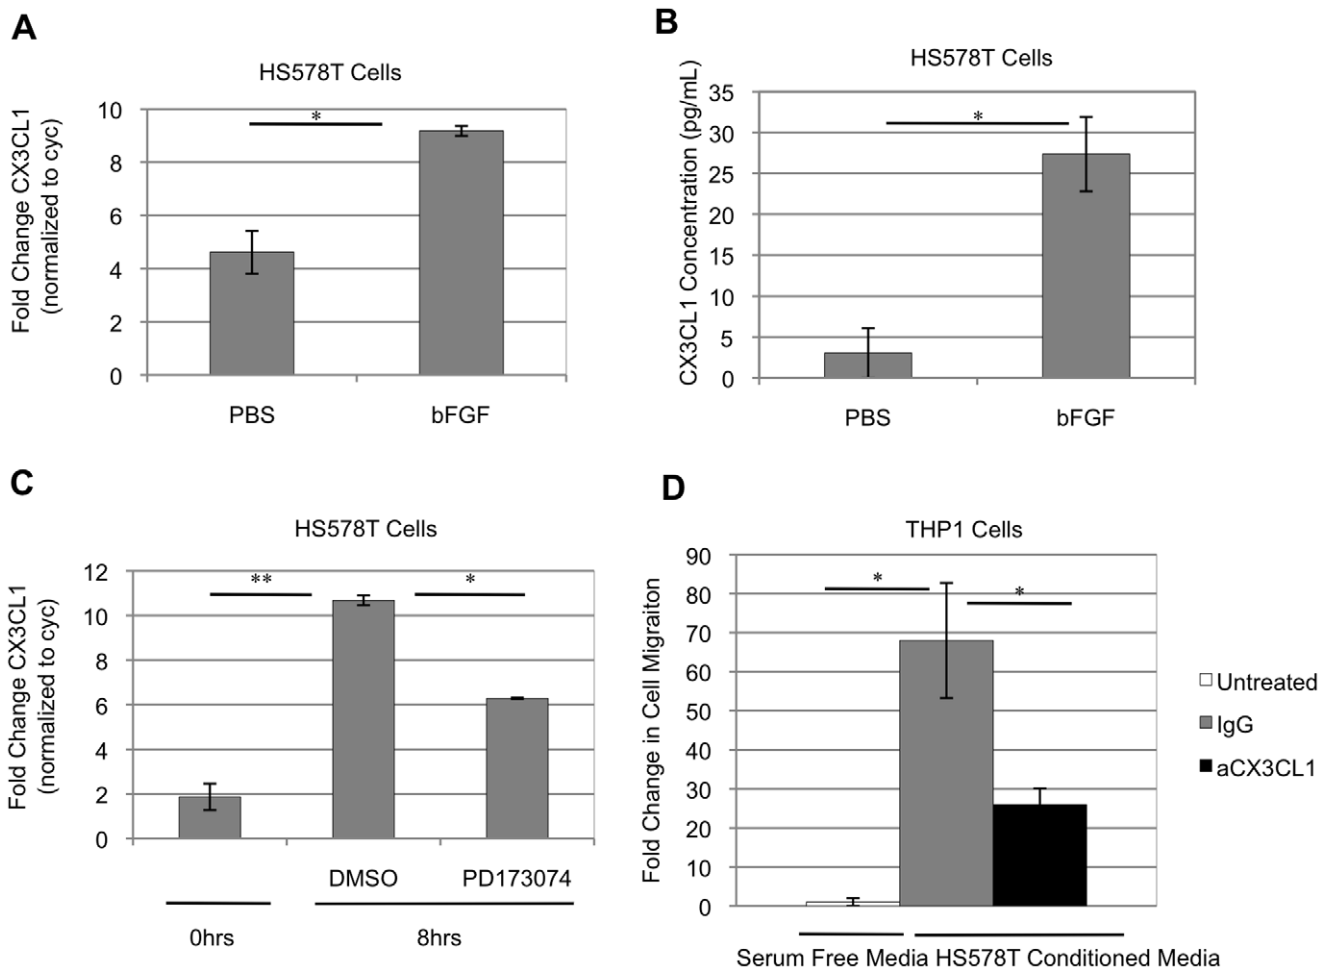 A
HS578T Cells
Fold Change CX3CL1
(normalized to cyc)
10
8
6
4
2
0
*
PBS
bFGF
B
HS578T Cells
CX3CL1 Concentration (pg/mL)
35
30
25
20
15
10
5
0
*
PBS
bFGF
C
HS578T Cells
Fold Change CX3CL1
(normalized to cyc)
12
10
8
6
4
2
0
**
*
DMSO
PD173074
0hrs
8hrs
D
THP1 Cells
Fold Change in Cell Migraiton
90
80
70
60
50
40
30
20
10
0
*
*
Untreated
IgG
aCX3CL1
Serum Free Media HS578T Conditioned Media